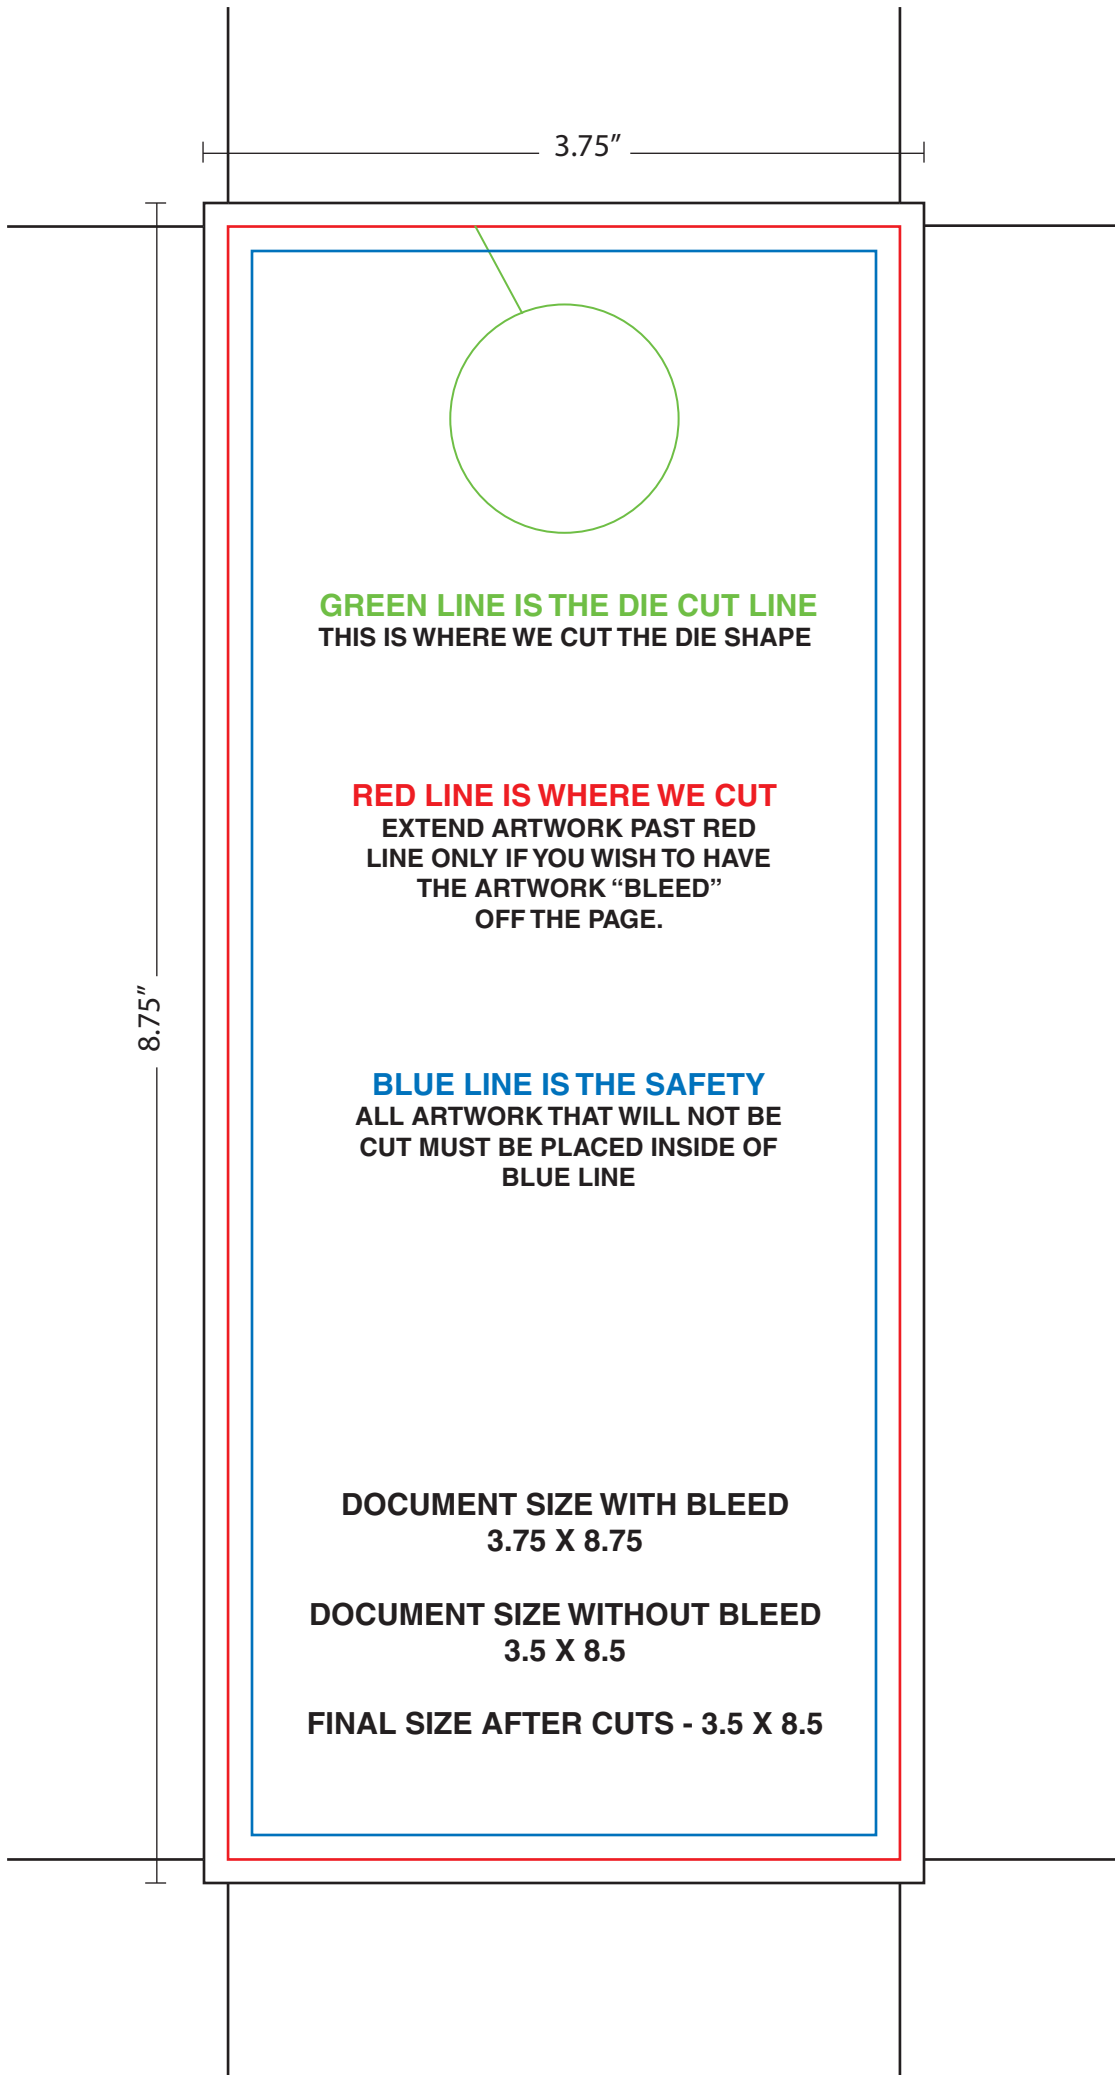 3.75”
8.75”
GREEN LINE IS THE DIE CUT LINE
THIS IS WHERE WE CUT THE DIE SHAPE
RED LINE IS WHERE WE CUT
EXTEND ARTWORK PAST RED
LINE ONLY IF YOU WISH TO HAVE
THE ARTWORK “BLEED”
OFF THE PAGE.
BLUE LINE IS THE SAFETY
ALL ARTWORK THAT WILL NOT BE
CUT MUST BE PLACED INSIDE OF
BLUE LINE
DOCUMENT SIZE WITH BLEED
3.75 X 8.75
DOCUMENT SIZE WITHOUT BLEED
3.5 X 8.5
FINAL SIZE AFTER CUTS - 3.5 X 8.5